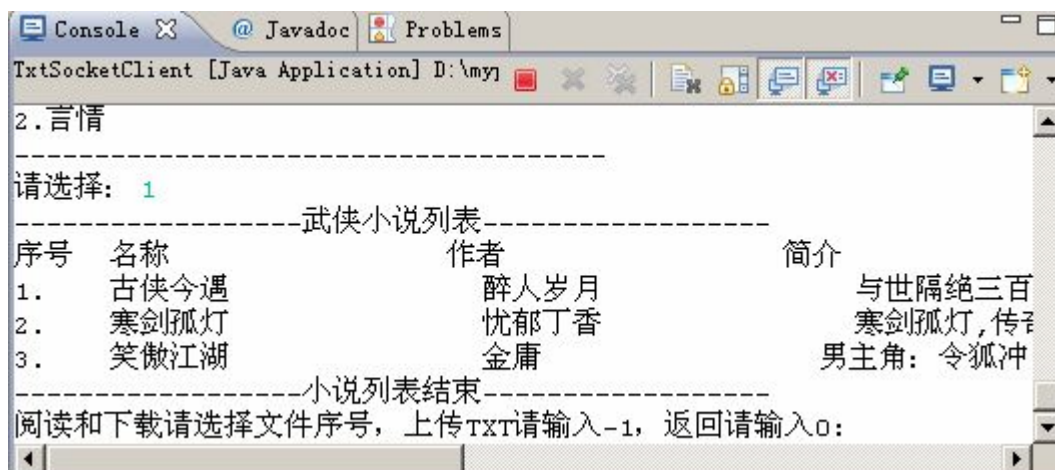 Console @ Javadoc Problems
TxtSocketClient [Java Application] D:\my
2.言情
-------------------------------------
请选择: 1
------------------武侠小说列表------------------
序号 名称 作者 简介
1. 古侠今遇 醉人岁月 与世隔绝三百
2. 寒剑孤灯 忧郁丁香 寒剑孤灯,传
3. 笑傲江湖 金庸 男主角: 令狐冲
------------------小说列表结束------------------
阅读和下载请选择文件序号, 上传TXT请输入-1, 返回请输入0: